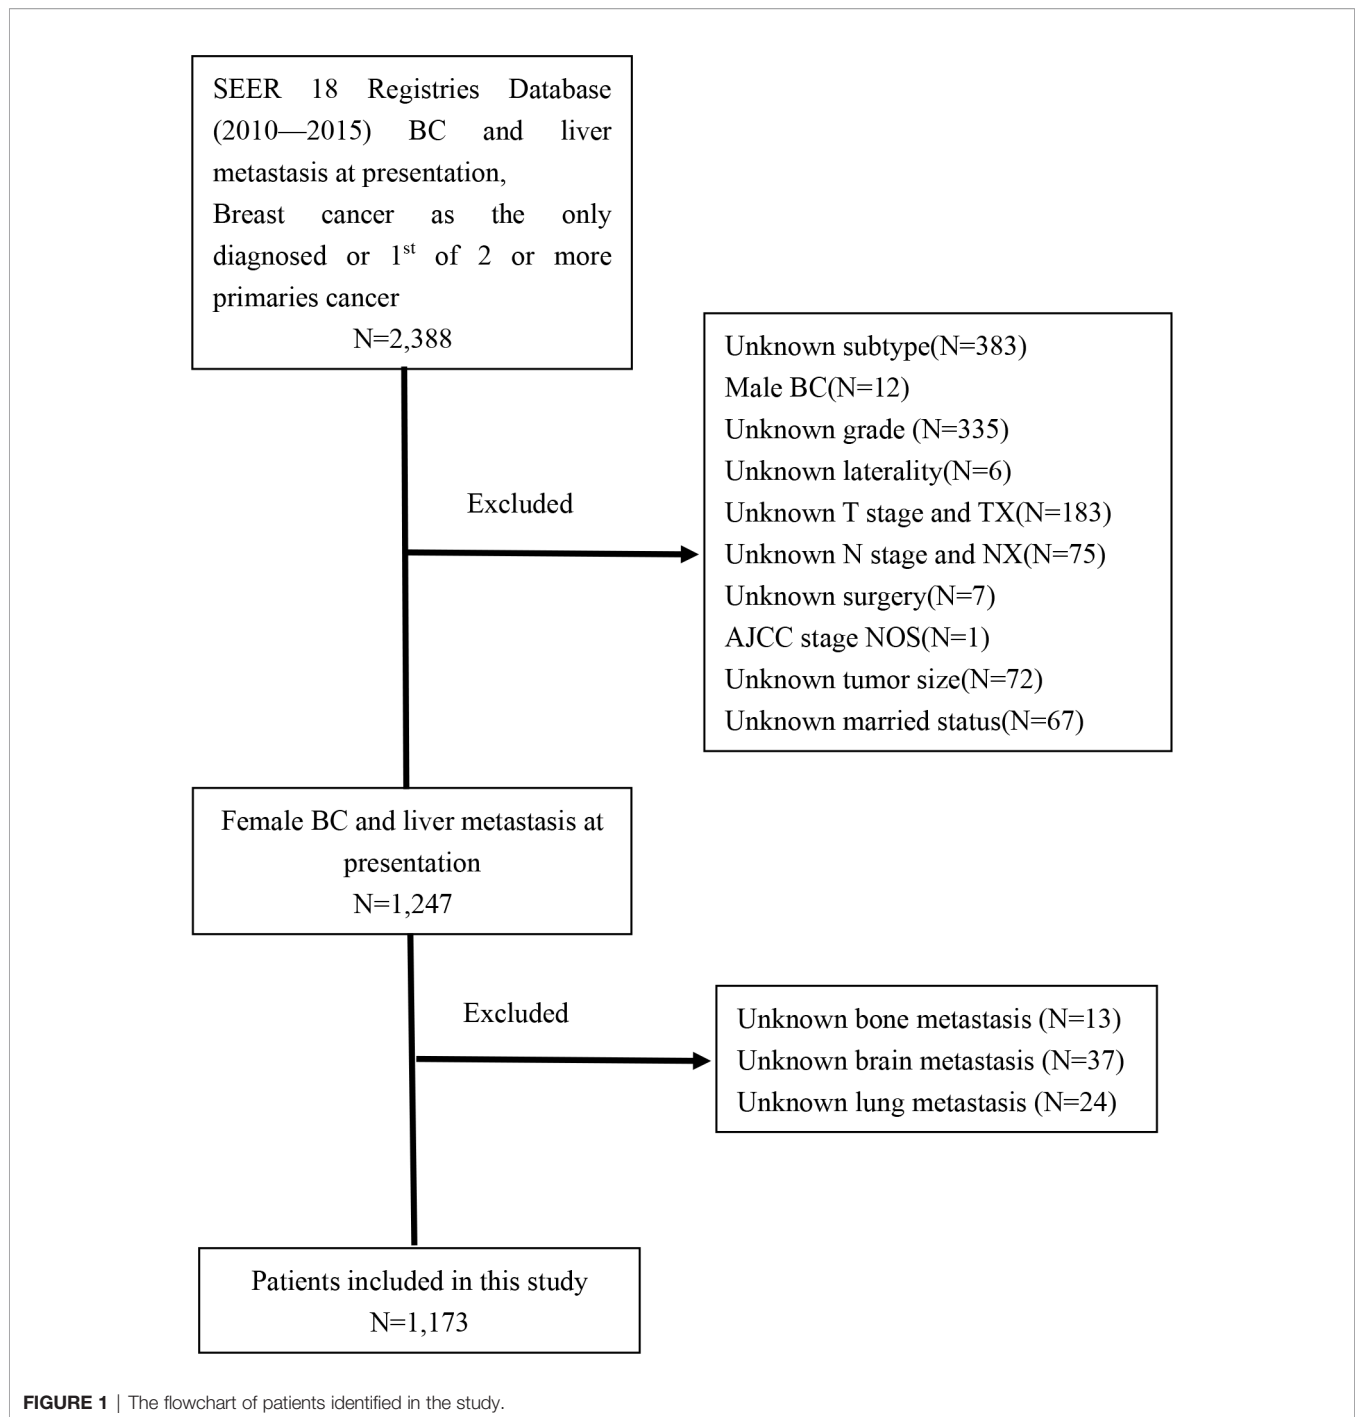 SEER 18 Registries Database
(2010—2015) BC and liver
metastasis at presentation,
Breast cancer as the only
diagnosed or 1st of 2 or more
primaries cancer
N=2,388
Unknown subtype(N=383)
Male BC(N=12)
Unknown grade (N=335)
Unknown laterality(N=6)
Unknown T stage and TX(N=183)
Unknown N stage and NX(N=75)
Unknown surgery(N=7)
AJCC stage NOS(N=1)
Unknown tumor size(N=72)
Unknown married status(N=67)
Excluded
Female BC and liver metastasis at
presentation
N=1,247
Excluded
Unknown bone metastasis (N=13)
Unknown brain metastasis (N=37)
Unknown lung metastasis (N=24)
Patients included in this study
N=1,173
FIGURE 1 | The flowchart of patients identified in the study.